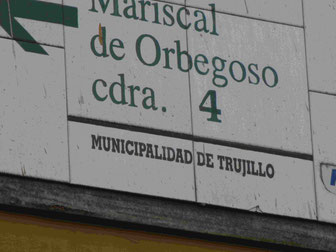 Mariscal
de Orbegoso
cdra. 4
MUNICIPALIDAD DE TRUJILLO